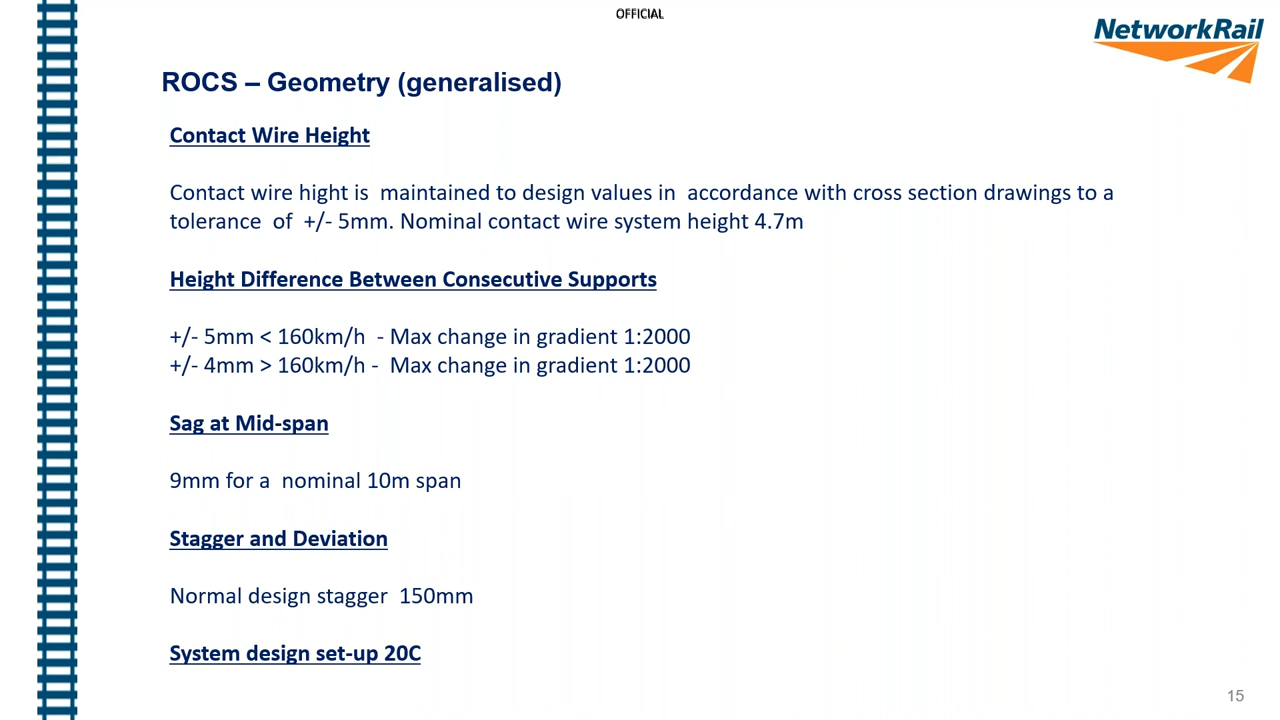 OFFICIAL
NetworkRail
ROCS – Geometry (generalised)
Contact Wire Height
Contact wire hight is  maintained to design values in  accordance with cross section drawings to a
tolerance  of  +/- 5mm. Nominal contact wire system height 4.7m
Height Difference Between Consecutive Supports
+/- 5mm < 160km/h  - Max change in gradient 1:2000
+/- 4mm > 160km/h -  Max change in gradient 1:2000
Sag at Mid-span
9mm for a  nominal 10m span
Stagger and Deviation
Normal design stagger  150mm
System design set-up 20C
15